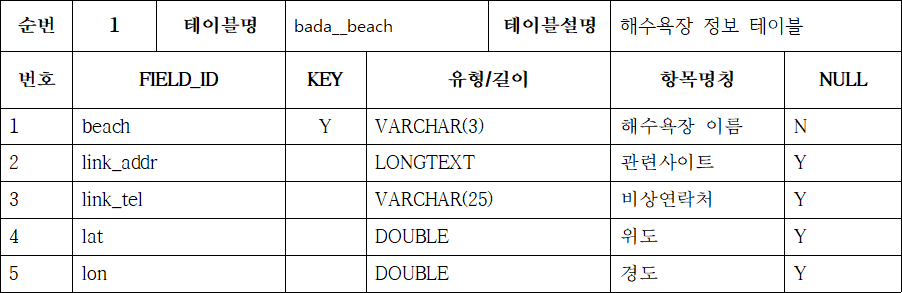 순번 1 테이블명 bada__beach 테이블설명 해수욕장 정보 테이블
번호 FIELD_ID KEY 유형/길이 항목명칭 NULL
1 beach Y VARCHAR(3) 해수욕장 이름 N
2 link_addr LONGTEXT 관련사이트 Y
3 link_tel VARCHAR(25) 비상연락처 Y
4 lat DOUBLE 위도 Y
5 lon DOUBLE 경도 Y